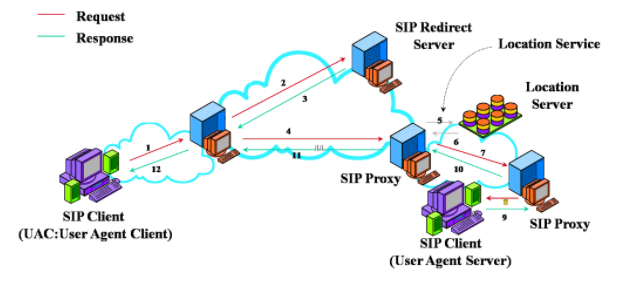 Request
Response
SIP Redirect
Server
Location Service
Location
Server
2
3
1
12
4
11
5
6
7
10
9
SIP Proxy
SIP Proxy
SIP Client
(UAC:User Agent Client)
SIP Client
(User Agent Server)